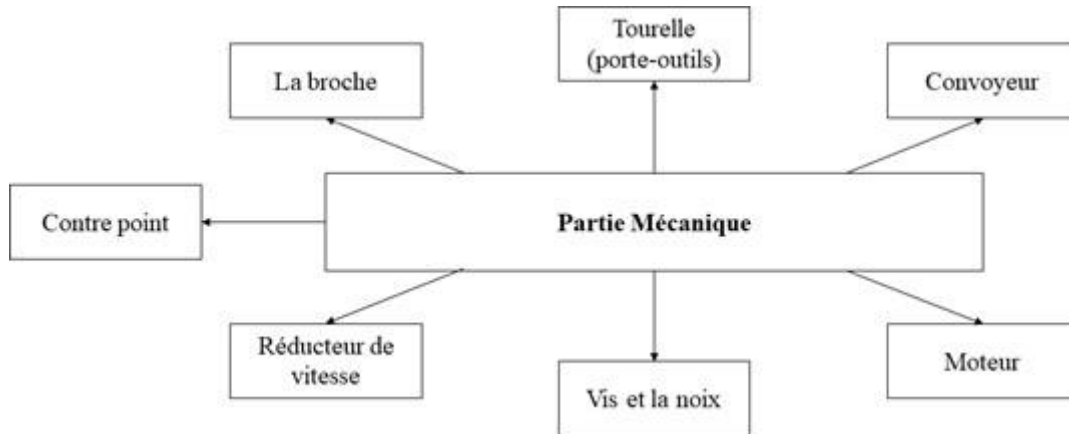 Tourelle
(porte-outils)
La broche
Convoyeur
Contre point
Partie Mécanique
Réducteur de
vitesse
Vis et la noix
Moteur